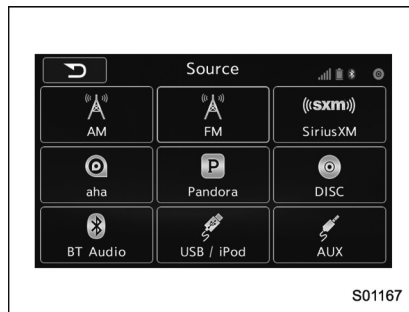 Source
((sxm))
AM
FM
SiriusXM
P
aha
Pandora
DISC
BT Audio
USB / iPod
AUX
S01167